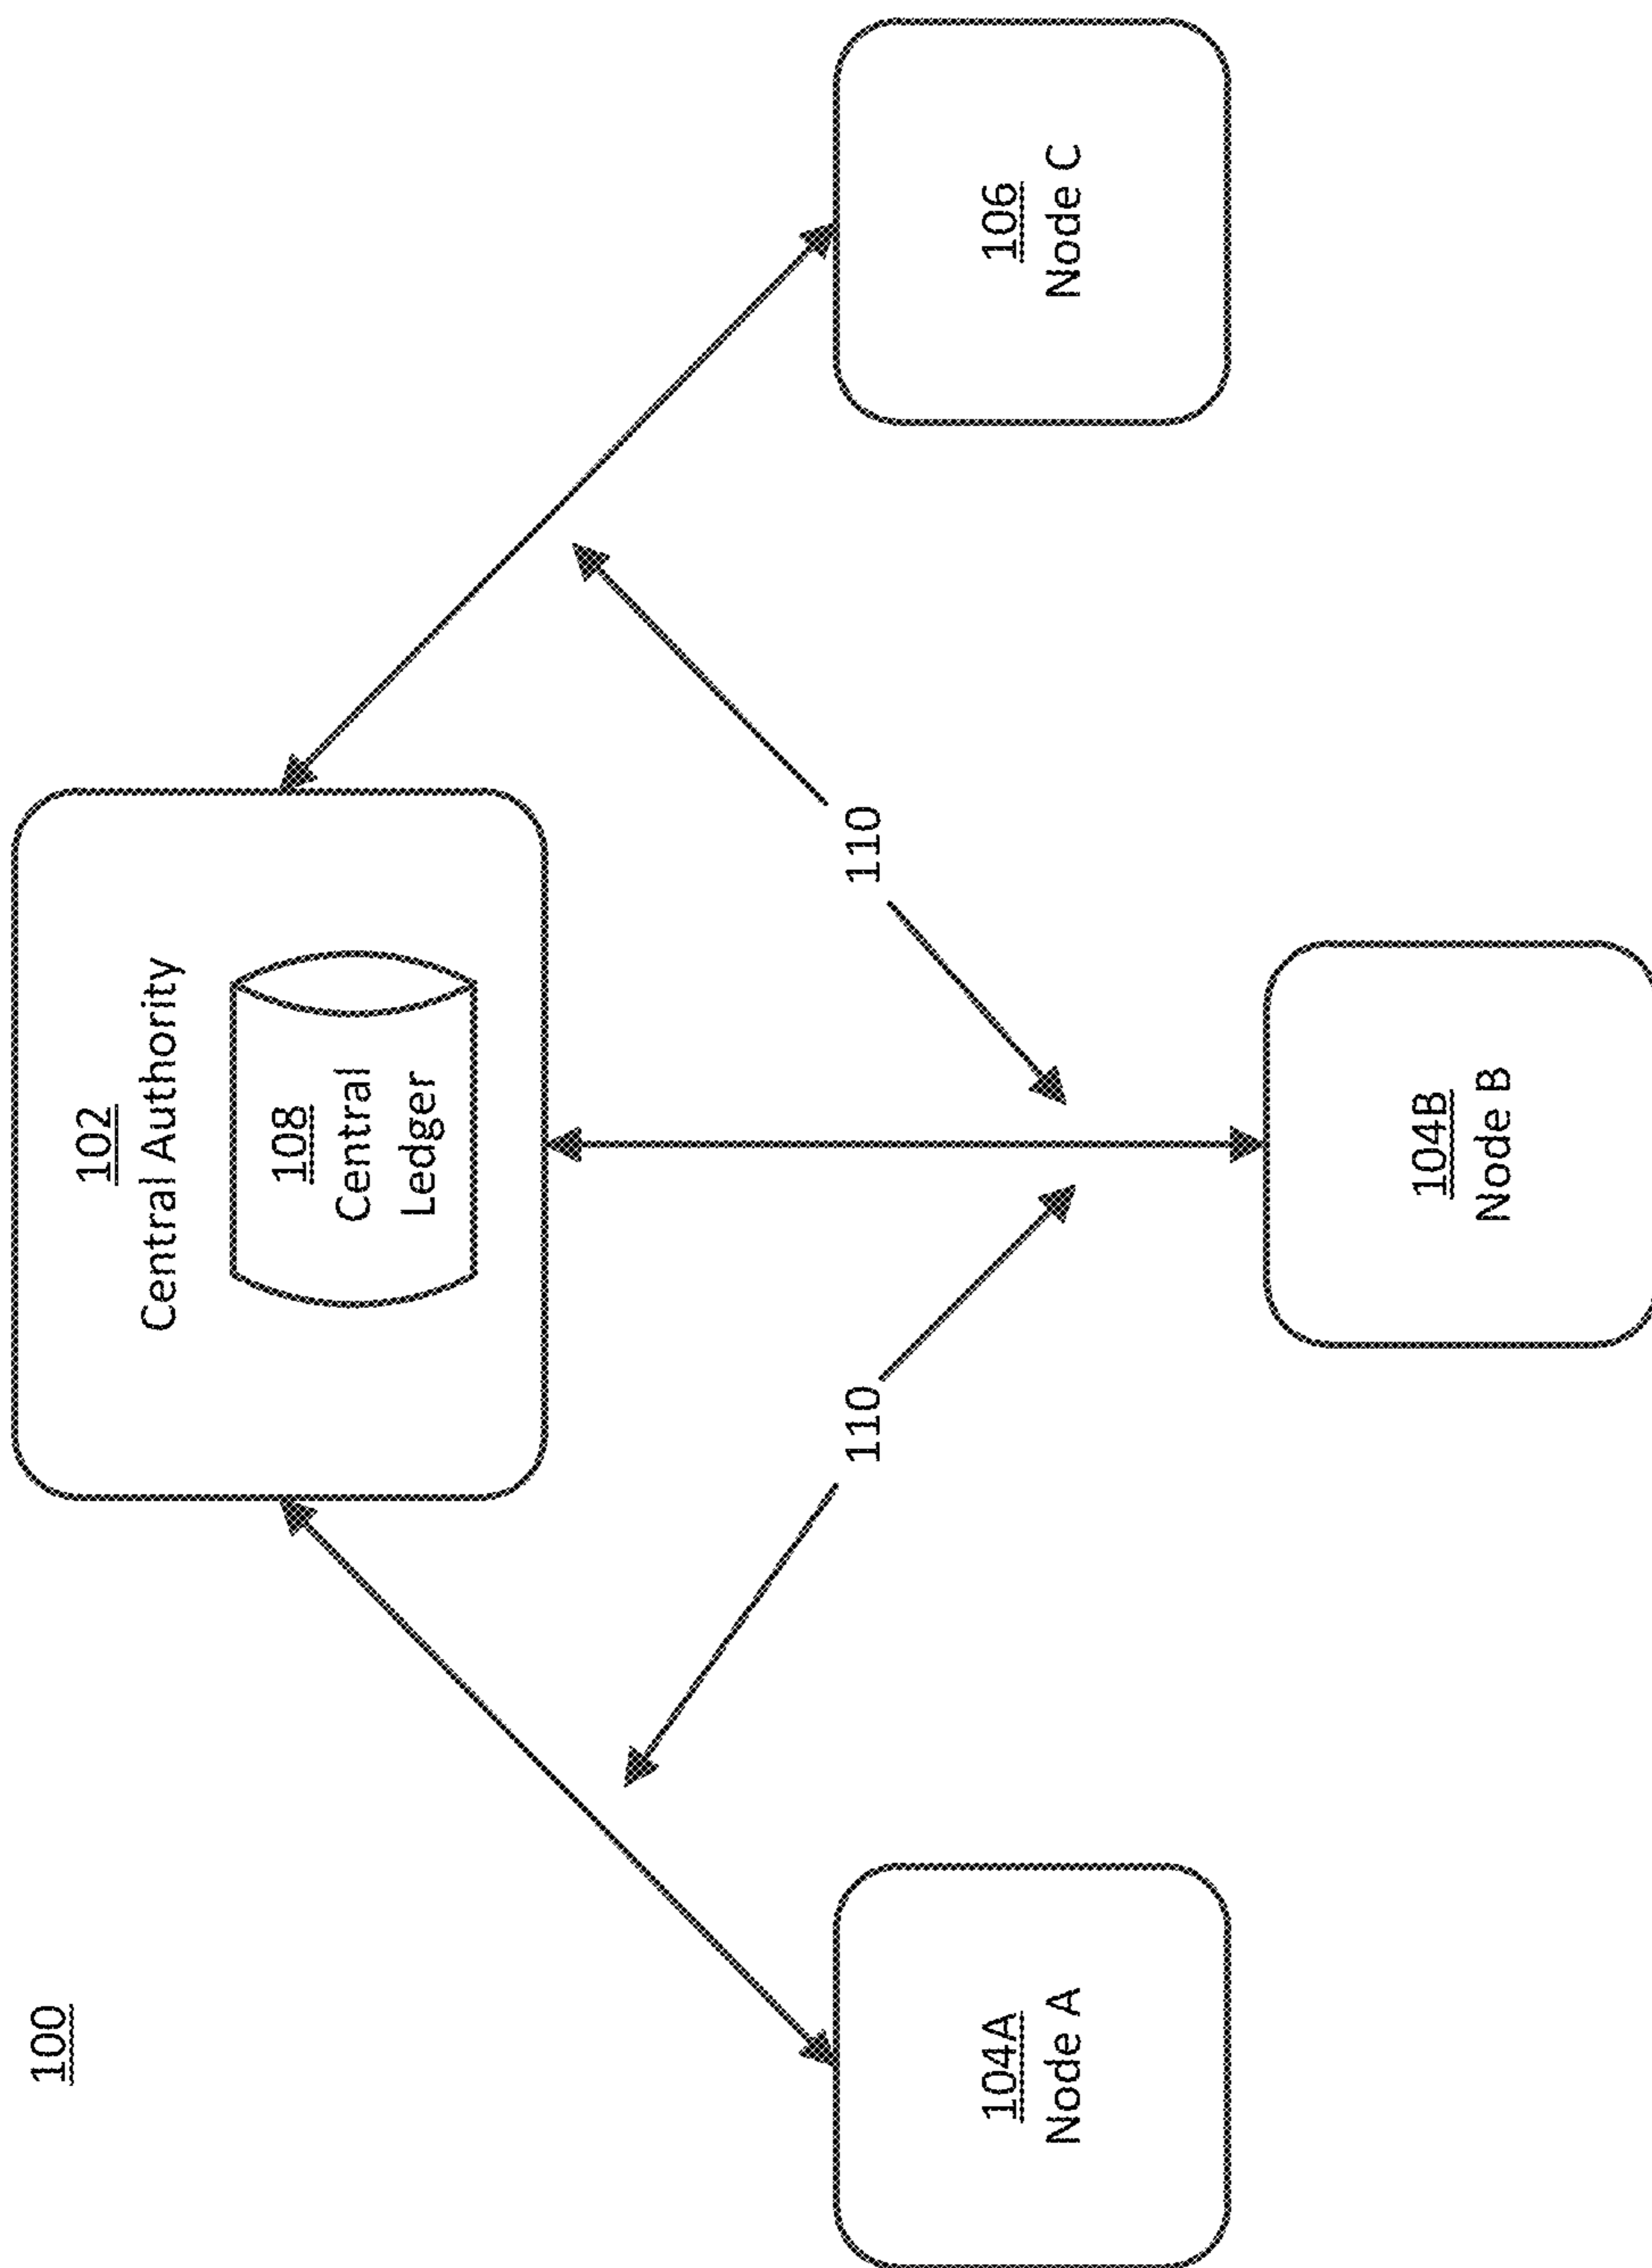 100
102
Central Authority
108
Central
Ledger
110
110
104A
Node A
104B
Node B
106
Node C